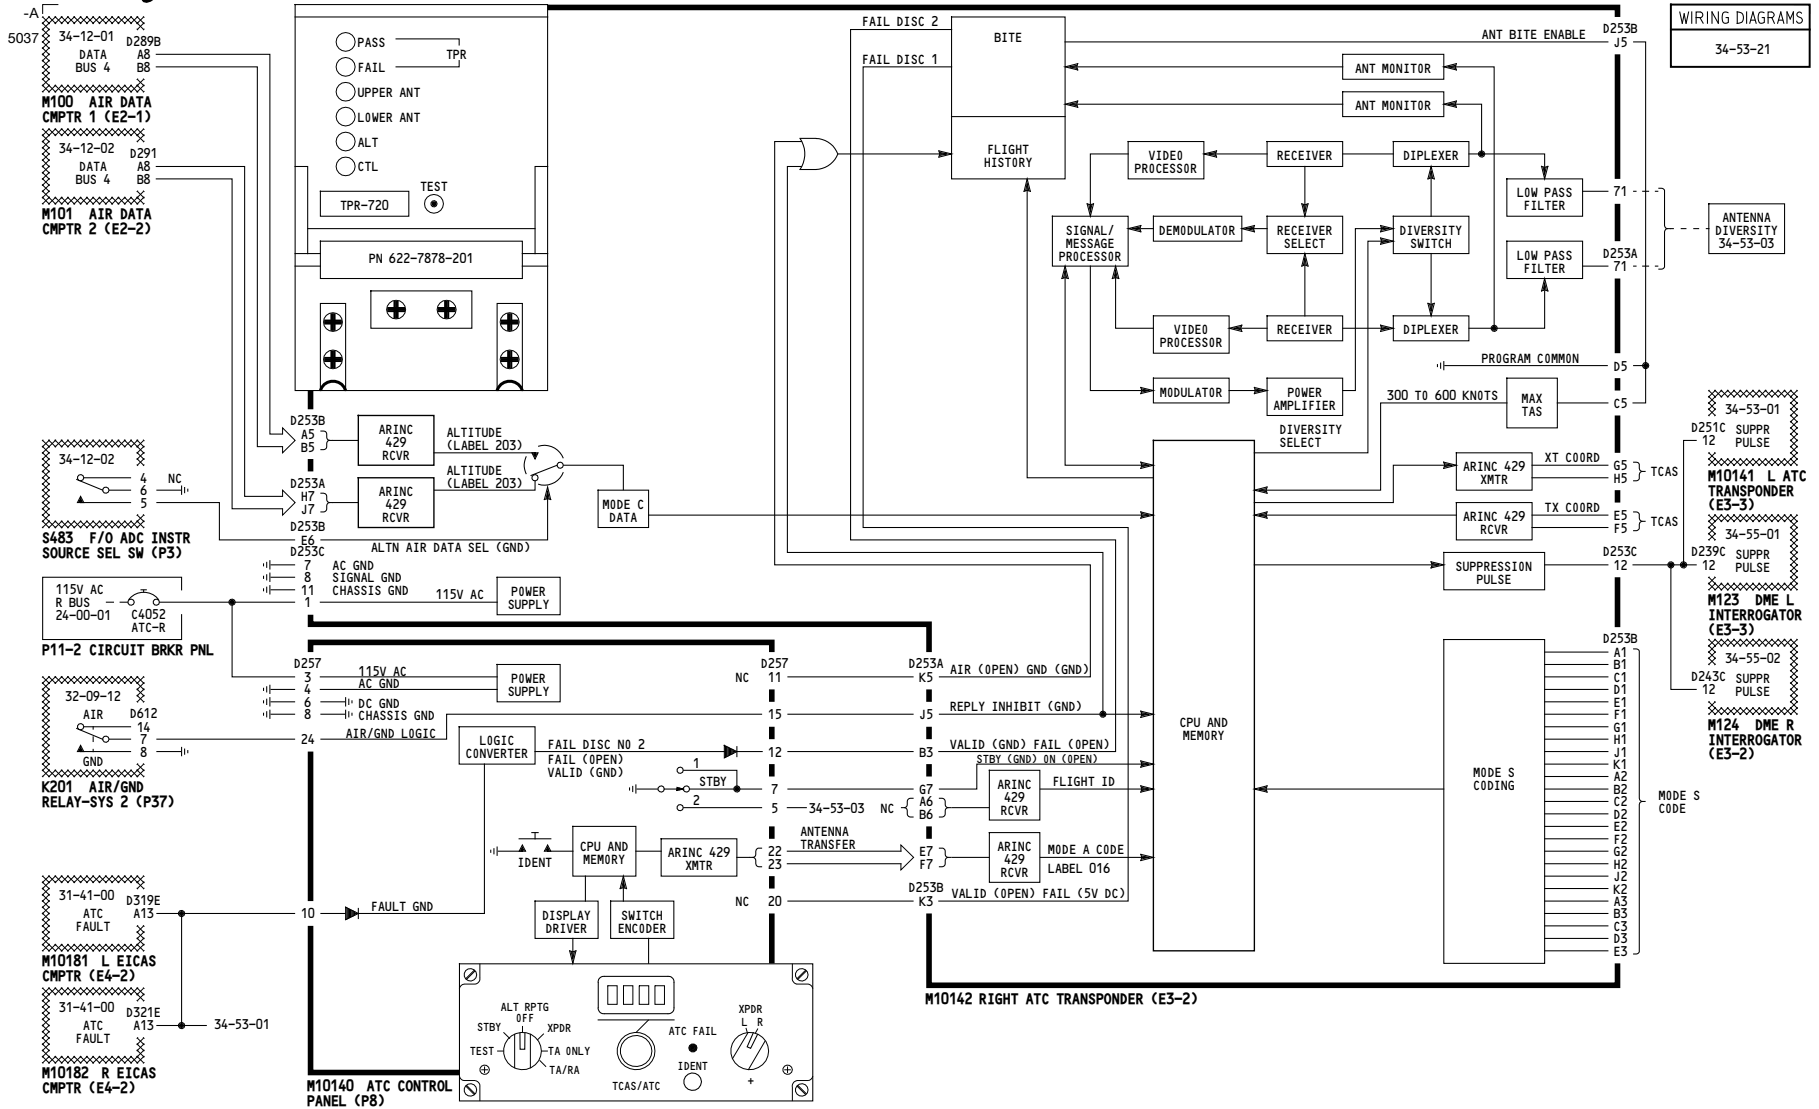 -A
5037
WIRING DIAGRAMS
34-53-21
34-12-01
DATA
BUS 4
D289B
A8
B8
M100 AIR DATA
CMPTR 1 (E2-1)
34-12-02
DATA
BUS 4
D291
A8
B8
M101 AIR DATA
CMPTR 2 (E2-2)
PASS
FAIL
TPR
UPPER ANT
LOWER ANT
ALT
CTL
TEST
TPR-720
PN 622-7878-201
FAIL DISC 2
FAIL DISC 1
BITE
FLIGHT
HISTORY
ANT BITE ENABLE
D253B
J5
ANT MONITOR
ANT MONITOR
VIDEO
PROCESSOR
RECEIVER
DIPLEXER
LOW PASS
FILTER
71
SIGNAL/
MESSAGE
PROCESSOR
DEMODULATOR
RECEIVER
SELECT
DIVERSITY
SWITCH
ANTENNA
DIVERSITY
34-53-03
LOW PASS
FILTER
D253A
71
VIDEO
PROCESSOR
RECEIVER
DIPLEXER
PROGRAM COMMON
D5
MODULATOR
POWER
AMPLIFIER
300 TO 600 KNOTS
MAX
TAS
C5
DIVERSITY
SELECT
34-53-01
D251C
12
SUPPR
PULSE
M10141 L ATC
TRANSPONDER
(E3-3)
ARINC 429
XMTR
XT COORD
G5
H5
TCAS
ARINC 429
RCVR
TX COORD
E5
F5
TCAS
34-55-01
D239C
12
SUPPR
PULSE
M123 DME L
INTERROGATOR
(E3-3)
SUPPRESSION
PULSE
D253C
12
34-55-02
D243C
12
SUPPR
PULSE
M124 DME R
INTERROGATOR
(E3-2)
34-12-02
4
6
5
NC
S483 F/O ADC INSTR
SOURCE SEL SW (P3)
D253B
A5
B5
ARINC
429
RCVR
ALTITUDE
(LABEL 203)
D253A
H7
J7
ARINC
429
RCVR
ALTITUDE
(LABEL 203)
MODE C
DATA
D253B
E6
ALTN AIR DATA SEL (GND)
D253C
7 AC GND
8 SIGNAL GND
11 CHASSIS GND
1
115V AC
POWER
SUPPLY
115V AC
R BUS
24-00-01
C4052
ATC-R
P11-2 CIRCUIT BRKR PNL
D257
3 115V AC
4 AC GND
6 DC GND
8 CHASSIS GND
24 AIR/GND LOGIC
POWER
SUPPLY
32-09-12
AIR
D612
14
7
8
GND
K201 AIR/GND
RELAY-SYS 2 (P37)
D257
NC 11
15
12
7
5
22
23
NC 20
LOGIC
CONVERTER
FAIL DISC NO 2
FAIL (OPEN)
VALID (GND)
1
STBY
2
34-53-03
NC
ANTENNA
TRANSFER
IDENT
CPU AND
MEMORY
ARINC 429
XMTR
DISPLAY
DRIVER
SWITCH
ENCODER
D253A
K5
AIR (OPEN) GND (GND)
J5
REPLY INHIBIT (GND)
B3
VALID (GND) FAIL (OPEN)
STBY (GND) ON (OPEN)
G7
A6
B6
ARINC
429
RCVR
FLIGHT ID
E7
F7
ARINC
429
RCVR
MODE A CODE
LABEL 016
D253B
K3
VALID (OPEN) FAIL (5V DC)
CPU AND
MEMORY
MODE S
CODING
D253B
A1
B1
C1
D1
E1
F1
G1
H1
J1
K1
A2
B2
C2
D2
E2
F2
G2
H2
J2
K2
A3
B3
C3
D3
E3
MODE S
CODE
31-41-00
ATC
FAULT
D319E
A13
M10181 L EICAS
CMPTR (E4-2)
10
FAULT GND
31-41-00
ATC
FAULT
D321E
A13
34-53-01
M10182 R EICAS
CMPTR (E4-2)
ALT RPTG
OFF
STBY
XPDR
TEST
TA ONLY
TA/RA
TCAS/ATC
ATC FAIL
IDENT
XPDR
L R
M10140 ATC CONTROL
PANEL (P8)
M10142 RIGHT ATC TRANSPONDER (E3-2)